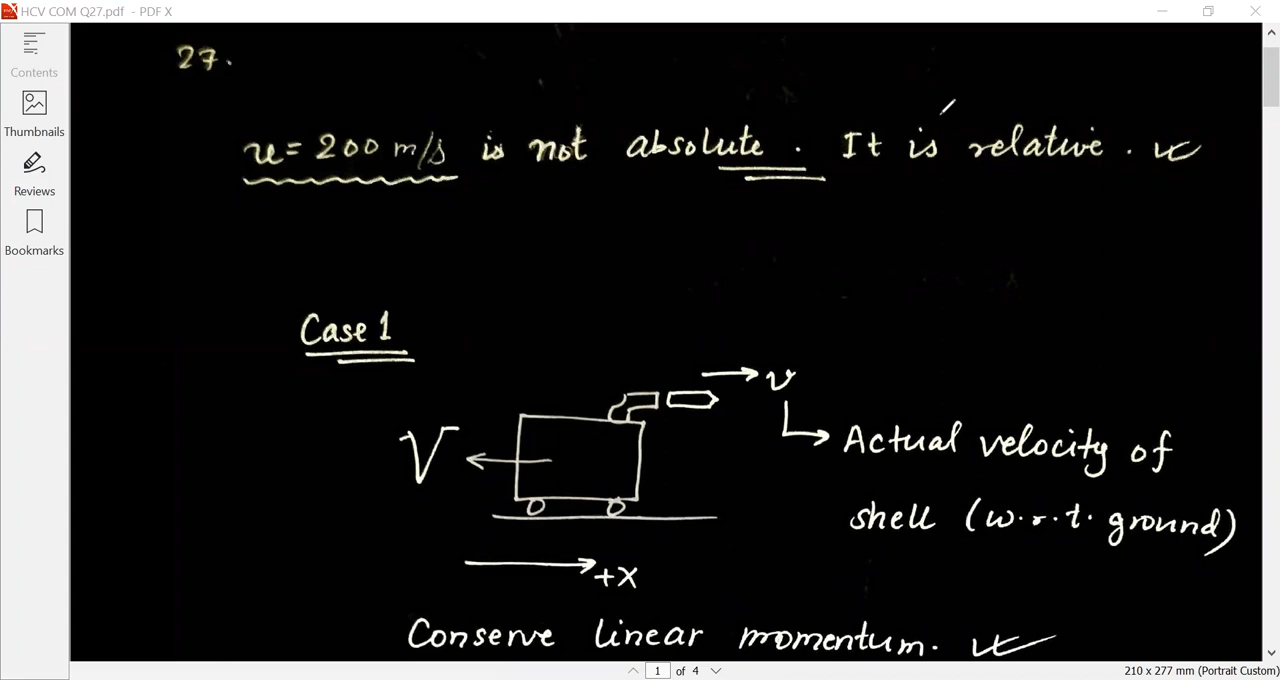 HCV COM Q27.pdf - PDF X
Contents
Thumbnails
Reviews
Bookmarks
27.
u = 200 m/s is not absolute. It is relative.
Case 1
V
v
Actual velocity of
shell (w.r.t. ground)
+X
Conserve linear momentum.
1 of 4
210 x 277 mm (Portrait Custom)